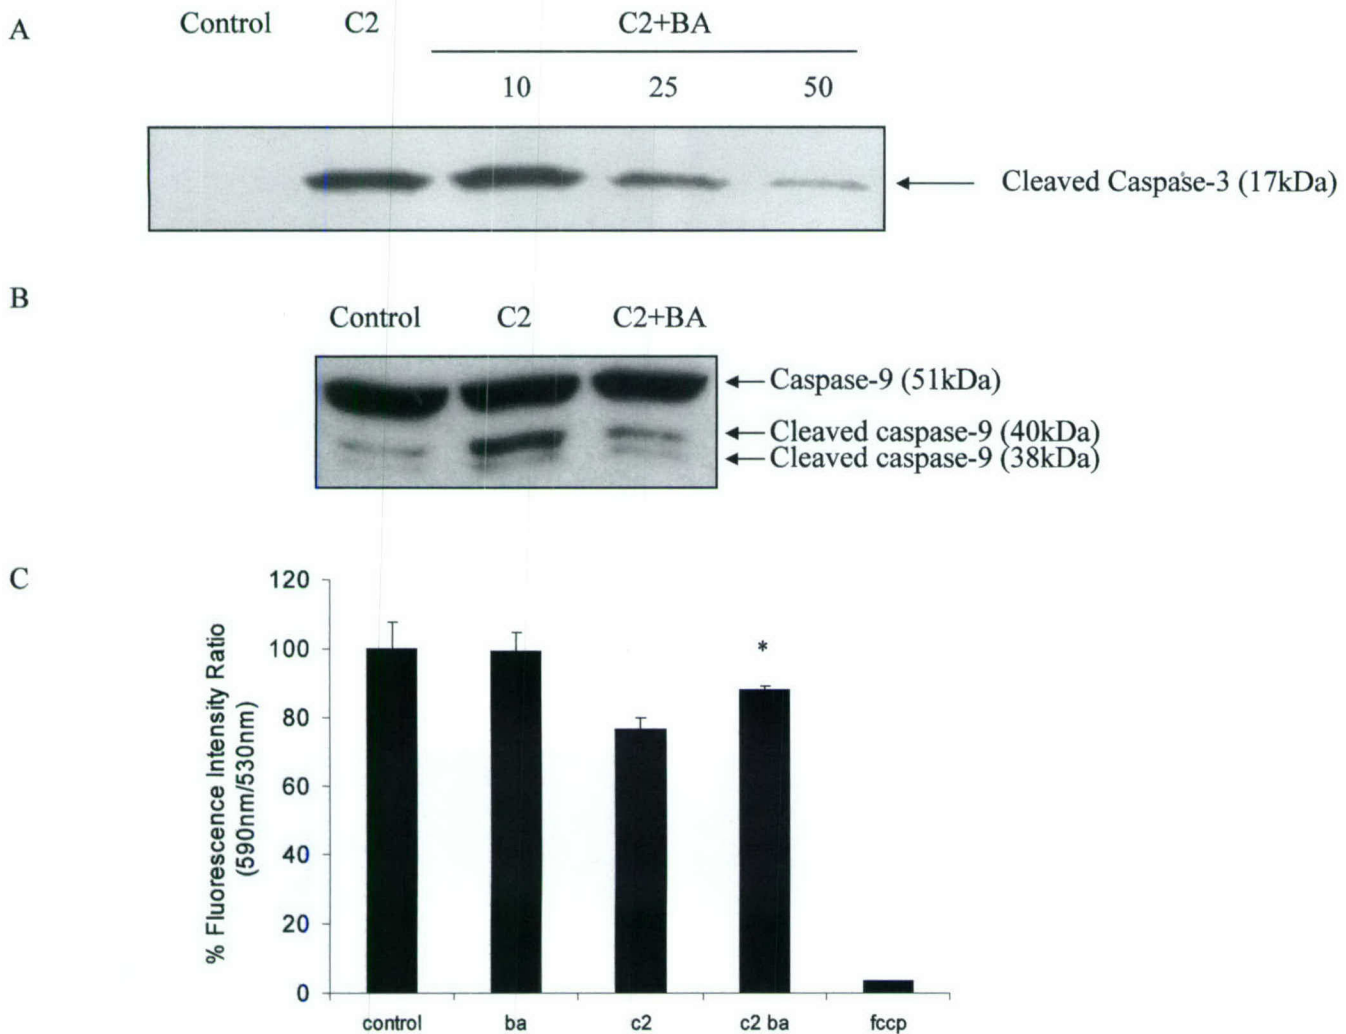 A
Control C2 C2+BA
10 25 50
Cleaved Caspase-3 (17kDa)
B
Control C2 C2+BA
Caspase-9 (51kDa)
Cleaved caspase-9 (40kDa)
Cleaved caspase-9 (38kDa)
C
% Fluorescence Intensity Ratio
(590nm/530nm)
120
100
80
60
40
20
0
*
control ba c2 c2 ba fccp